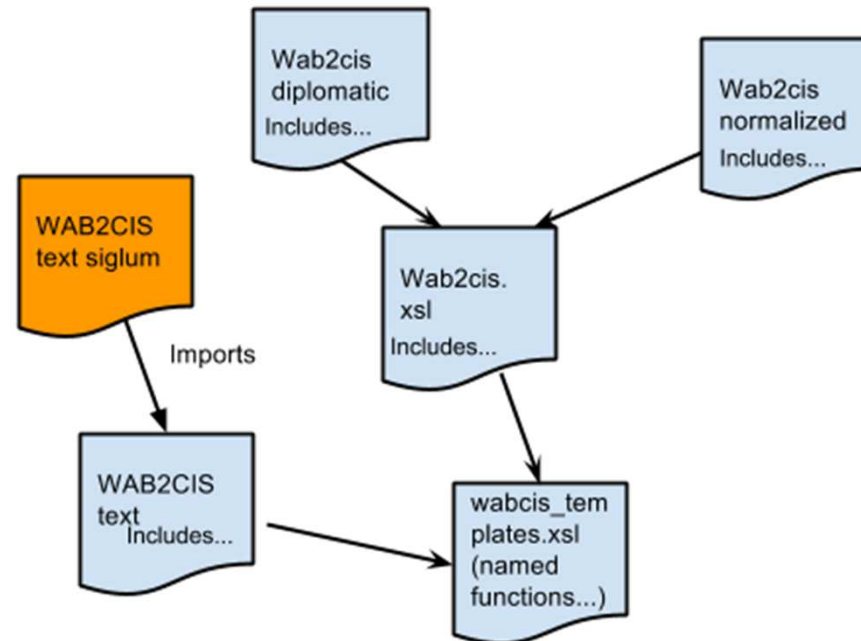 Wab2cis
diplomatic
Includes...
Wab2cis
normalized
Includes...
WAB2CIS
text siglum
Imports
Wab2cis.
xsl
Includes...
WAB2CIS
text
Includes...
wabcis_tem
plates.xsl
(named
functions...)